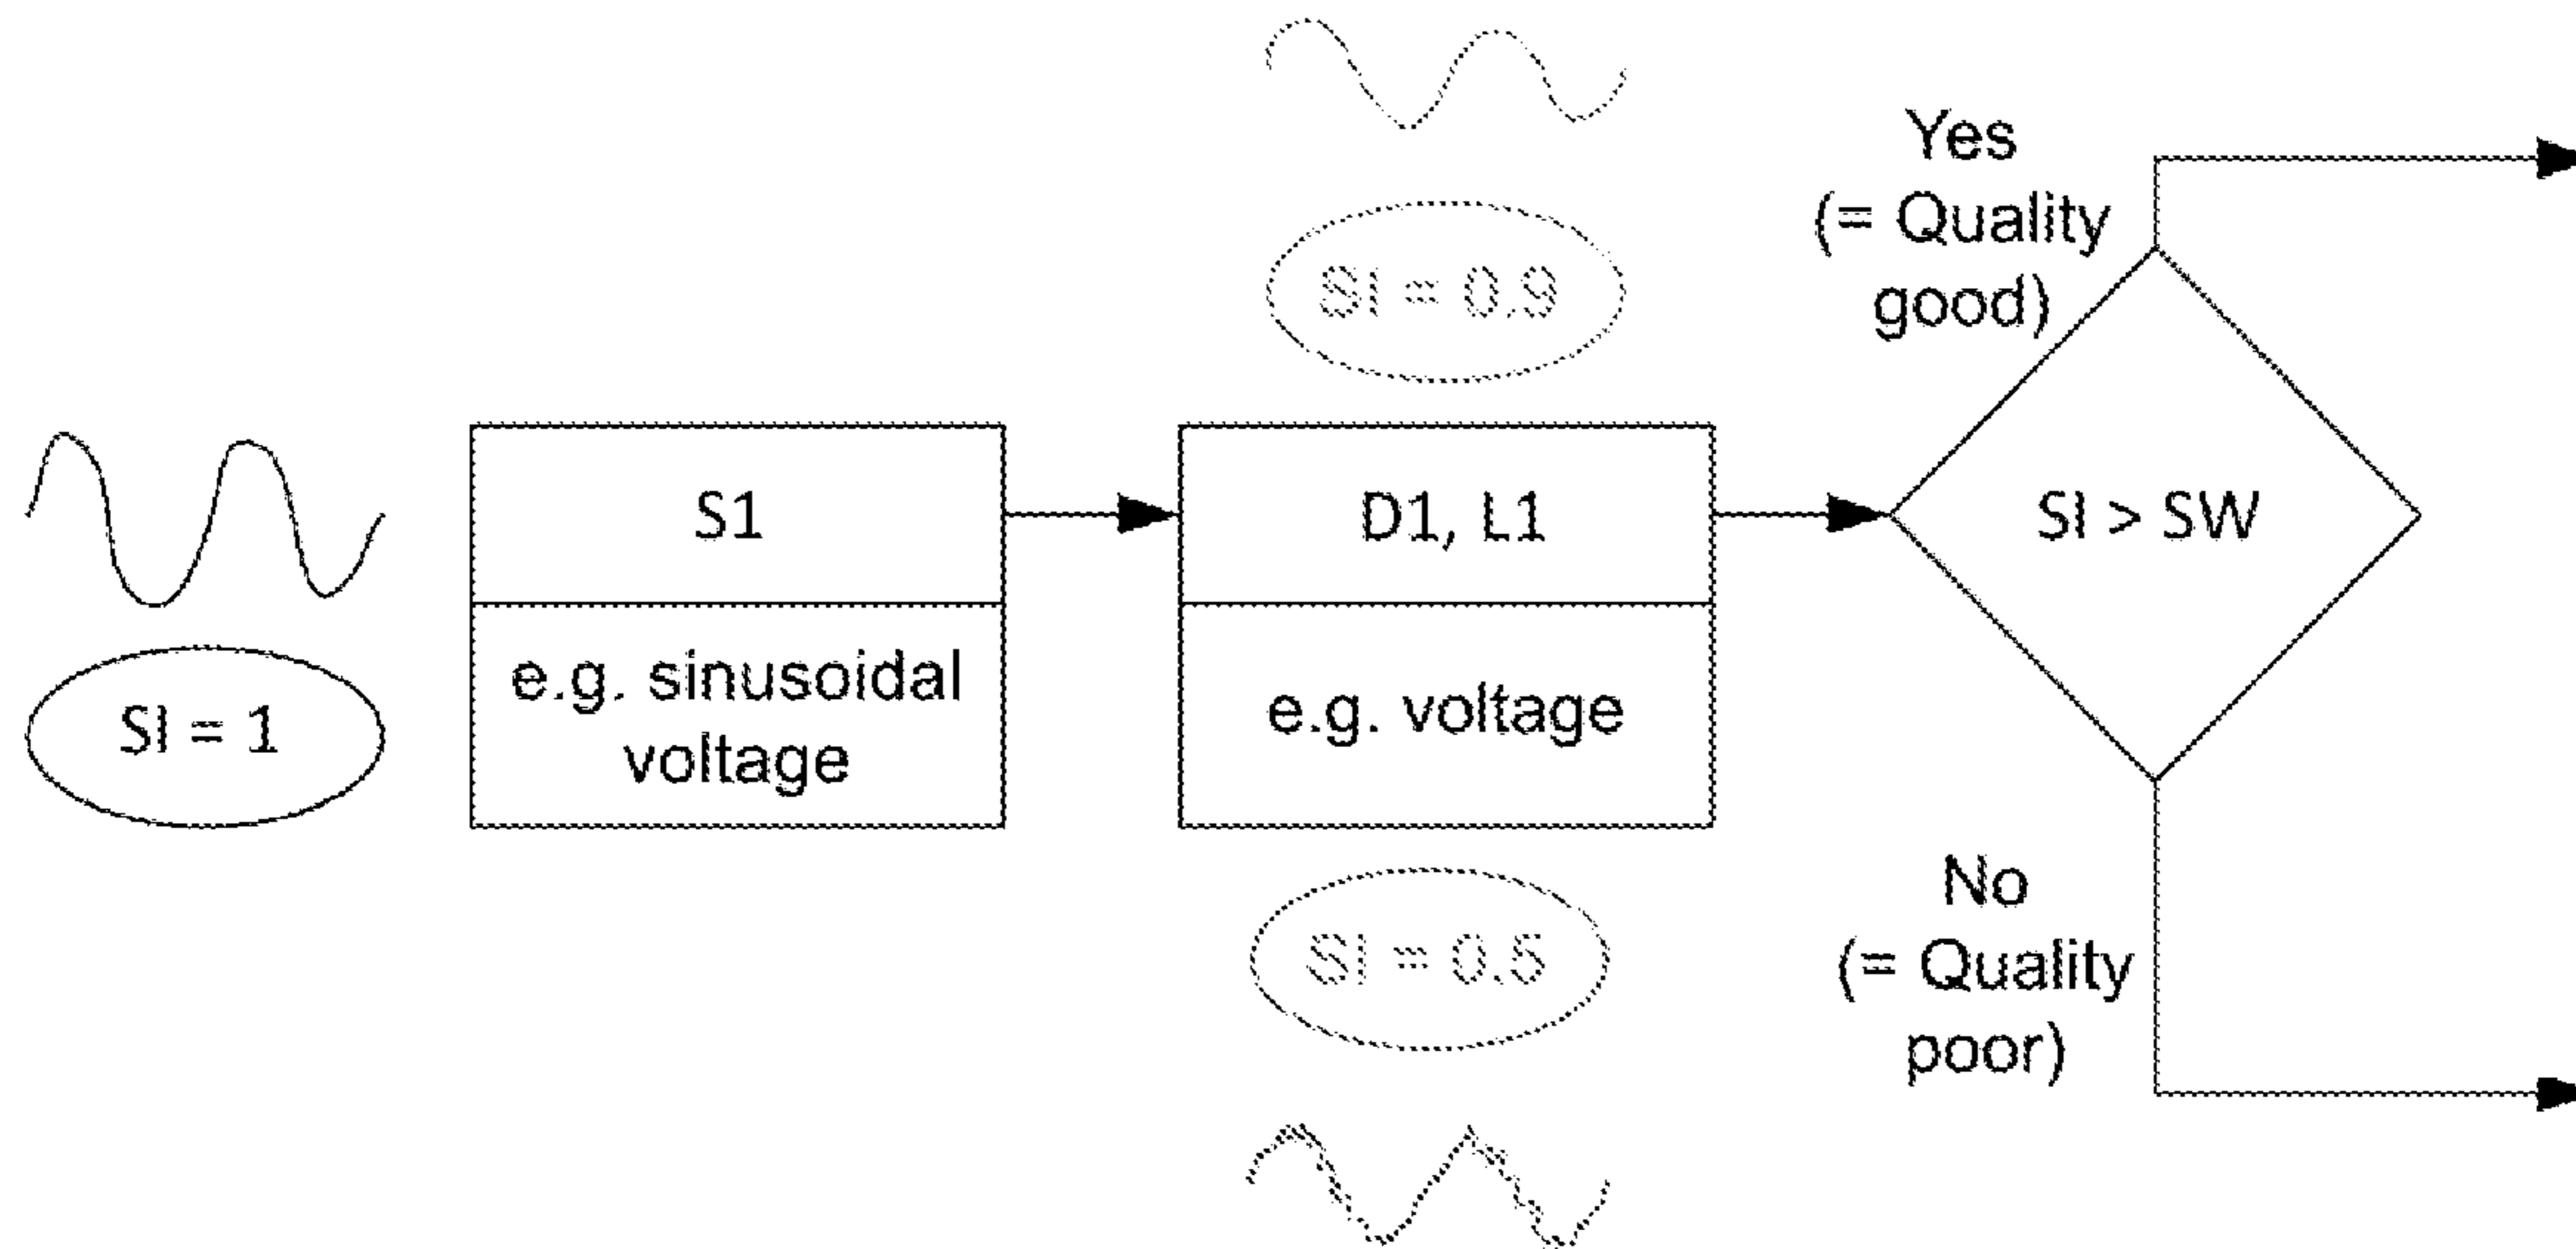 SI = 1
S1
e.g. sinusoidal
voltage
SI = 0.9
D1, L1
e.g. voltage
SI = 0.5
Yes
(= Quality
good)
SI > SW
No
(= Quality
poor)